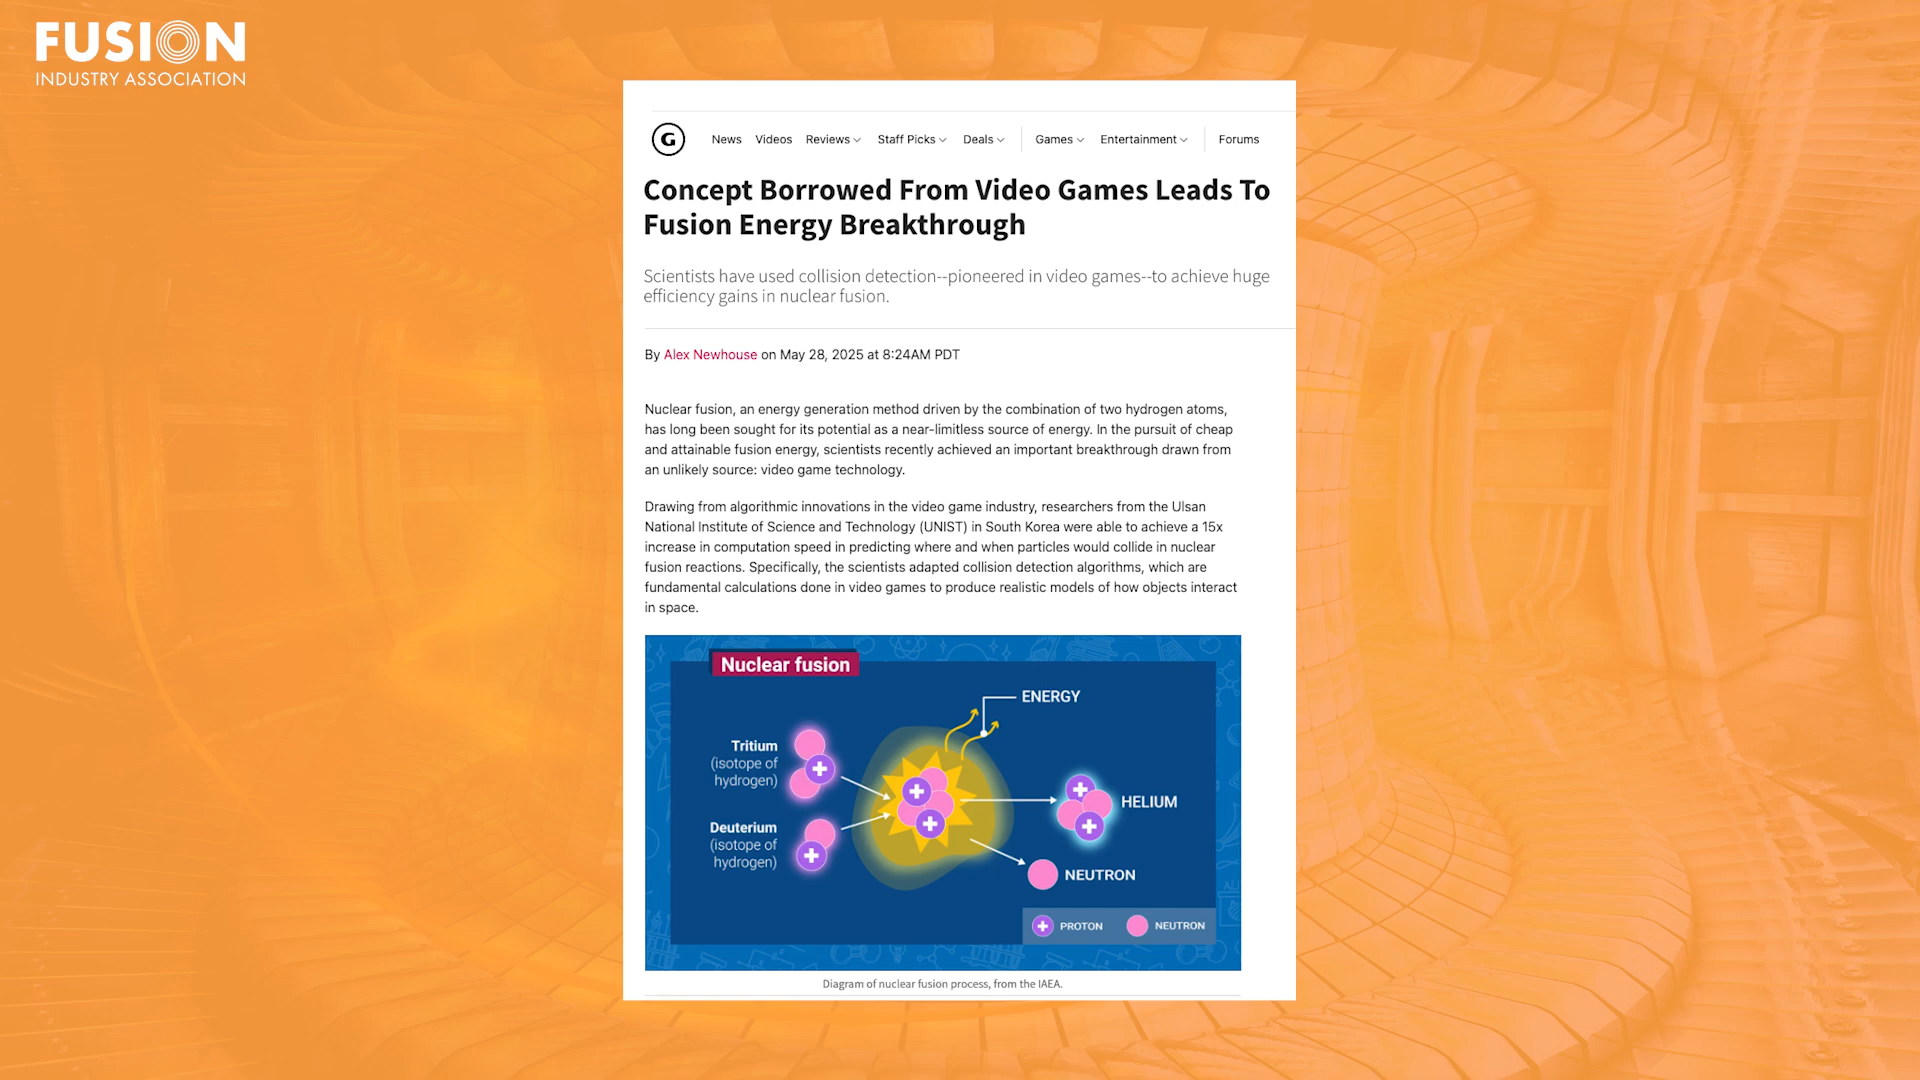 FUSION
INDUSTRY ASSOCIATION
G News Videos Reviews Staff Picks Deals Games Entertainment Forums
Concept Borrowed From Video Games Leads To
Fusion Energy Breakthrough
Scientists have used collision detection--pioneered in video games--to achieve huge
efficiency gains in nuclear fusion.
By Alex Newhouse on May 28, 2025 at 8:24AM PDT
Nuclear fusion, an energy generation method driven by the combination of two hydrogen atoms,
has long been sought for its potential as a near-limitless source of energy. In the pursuit of cheap
and attainable fusion energy, scientists recently achieved an important breakthrough drawn from
an unlikely source: video game technology.
Drawing from algorithmic innovations in the video game industry, researchers from the Ulsan
National Institute of Science and Technology (UNIST) in South Korea were able to achieve a 15x
increase in computation speed in predicting where and when particles would collide in nuclear
fusion reactions. Specifically, the scientists adapted collision detection algorithms, which are
fundamental calculations done in video games to produce realistic models of how objects interact
in space.
Nuclear fusion
ENERGY
Tritium
(isotope of
hydrogen)
HELIUM
Deuterium
(isotope of
hydrogen)
NEUTRON
PROTON NEUTRON
Diagram of nuclear fusion process, from the IAEA.